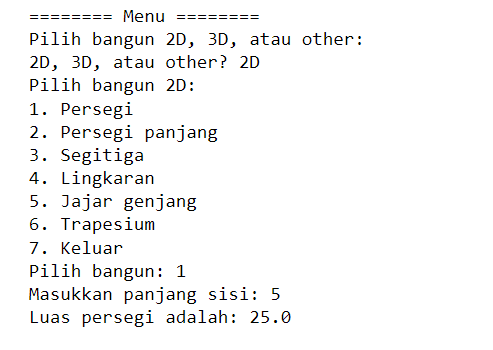 ======== Menu ========
Pilih bangun 2D, 3D, atau other:
2D, 3D, atau other? 2D
Pilih bangun 2D:
1. Persegi
2. Persegi panjang
3. Segitiga
4. Lingkaran
5. Jajar genjang
6. Trapesium
7. Keluar
Pilih bangun: 1
Masukkan panjang sisi: 5
Luas persegi adalah: 25.0